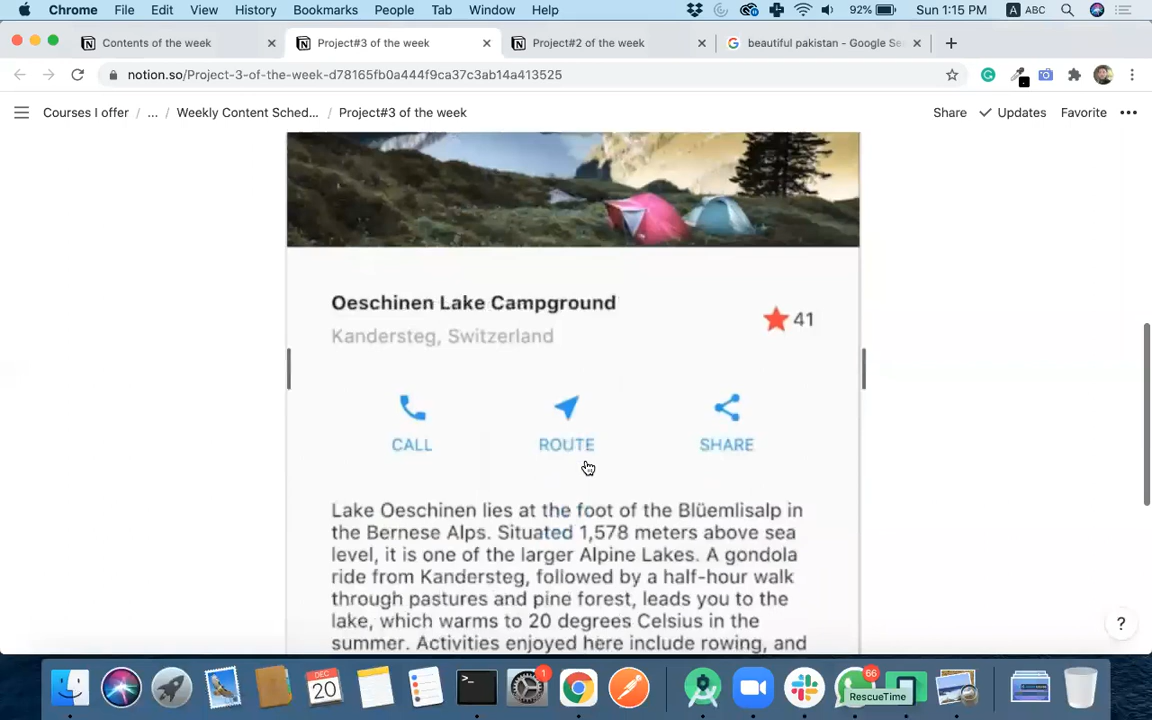 Chrome File Edit View History Bookmarks People Tab Window Help 92% Sun 1:15 PM A ABC
Contents of the week Project#3 of the week Project#2 of the week beautiful pakistan - Google Se
notion.so/Project-3-of-the-week-d78165fb0a444f9ca37c3ab14a413525
Courses I offer / ... / Weekly Content Sched... / Project#3 of the week Share Updates Favorite
Oeschinen Lake Campground
41
Kandersteg, Switzerland
CALL ROUTE SHARE
Lake Oeschinen lies at the foot of the Blüemlisalp in
the Bernese Alps. Situated 1,578 meters above sea
level, it is one of the larger Alpine Lakes. A gondola
ride from Kandersteg, followed by a half-hour walk
through pastures and pine forest, leads you to the
lake, which warms to 20 degrees Celsius in the
summer. Activities enjoyed here include rowing, and
?
DEC
20
1
66
RescueTime